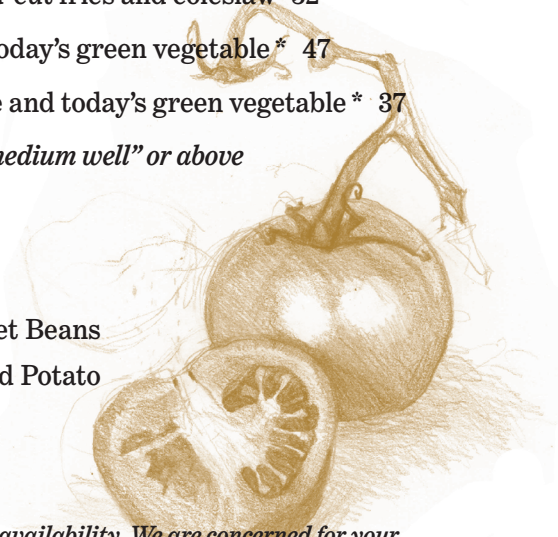 cut fries and coleslaw 32
oday’s green vegetable * 47
and today’s green vegetable * 37
medium well” or above
et Beans
d Potato
availability. We are concerned for your